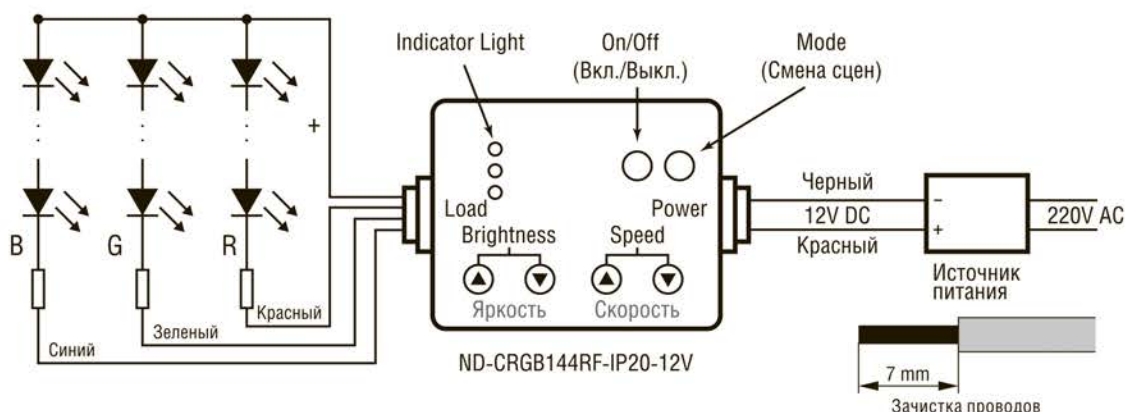 Indicator Light
On/Off
(Вкл./Выкл.)
Mode
(Смена сцен)
+
B
G
R
Load
Power
Brightness
Speed
Яркость
Скорость
Красный
Зеленый
Синий
ND-CRGB144RF-IP20-12V
Черный
12V DC
Красный
−
+
220V AC
Источник
питания
7 mm
Зачистка проводов